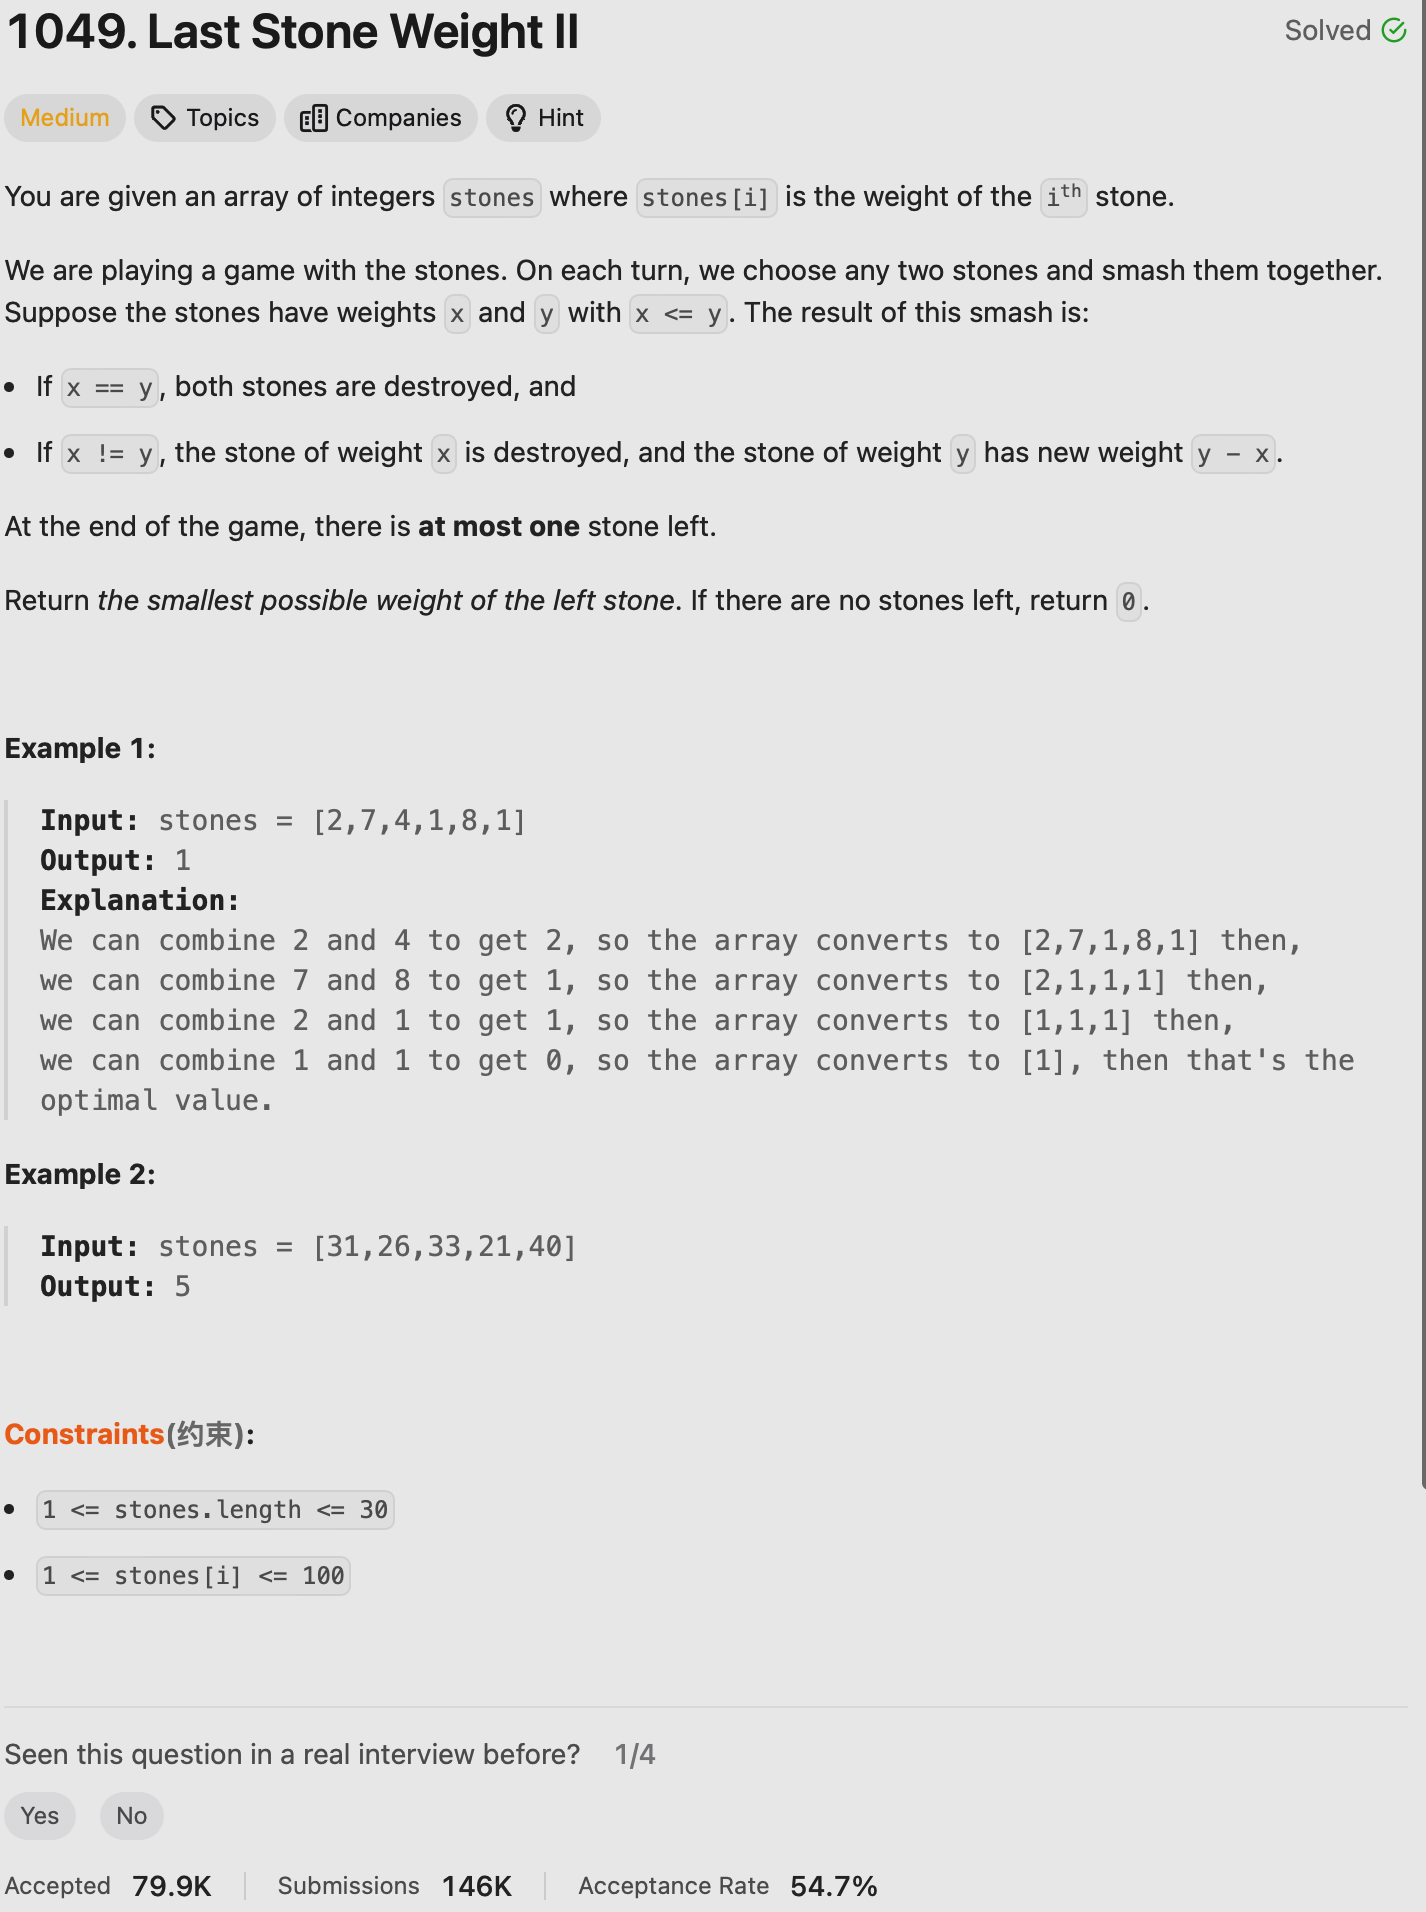 1049. Last Stone Weight II
Solved
Medium Topics Companies Hint
You are given an array of integers stones where stones[i] is the weight of the ith stone.
We are playing a game with the stones. On each turn, we choose any two stones and smash them together.
Suppose the stones have weights x and y with x <= y. The result of this smash is:
• If x == y, both stones are destroyed, and
• If x != y, the stone of weight x is destroyed, and the stone of weight y has new weight y - x.
At the end of the game, there is at most one stone left.
Return the smallest possible weight of the left stone. If there are no stones left, return 0.
Example 1:
Input: stones = [2,7,4,1,8,1]
Output: 1
Explanation:
We can combine 2 and 4 to get 2, so the array converts to [2,7,1,8,1] then,
we can combine 7 and 8 to get 1, so the array converts to [2,1,1,1] then,
we can combine 2 and 1 to get 1, so the array converts to [1,1,1] then,
we can combine 1 and 1 to get 0, so the array converts to [1], then that's the
optimal value.
Example 2:
Input: stones = [31,26,33,21,40]
Output: 5
Constraints(约束):
• 1 <= stones.length <= 30
• 1 <= stones[i] <= 100
Seen this question in a real interview before? 1/4
Yes No
Accepted 79.9K Submissions 146K Acceptance Rate 54.7%